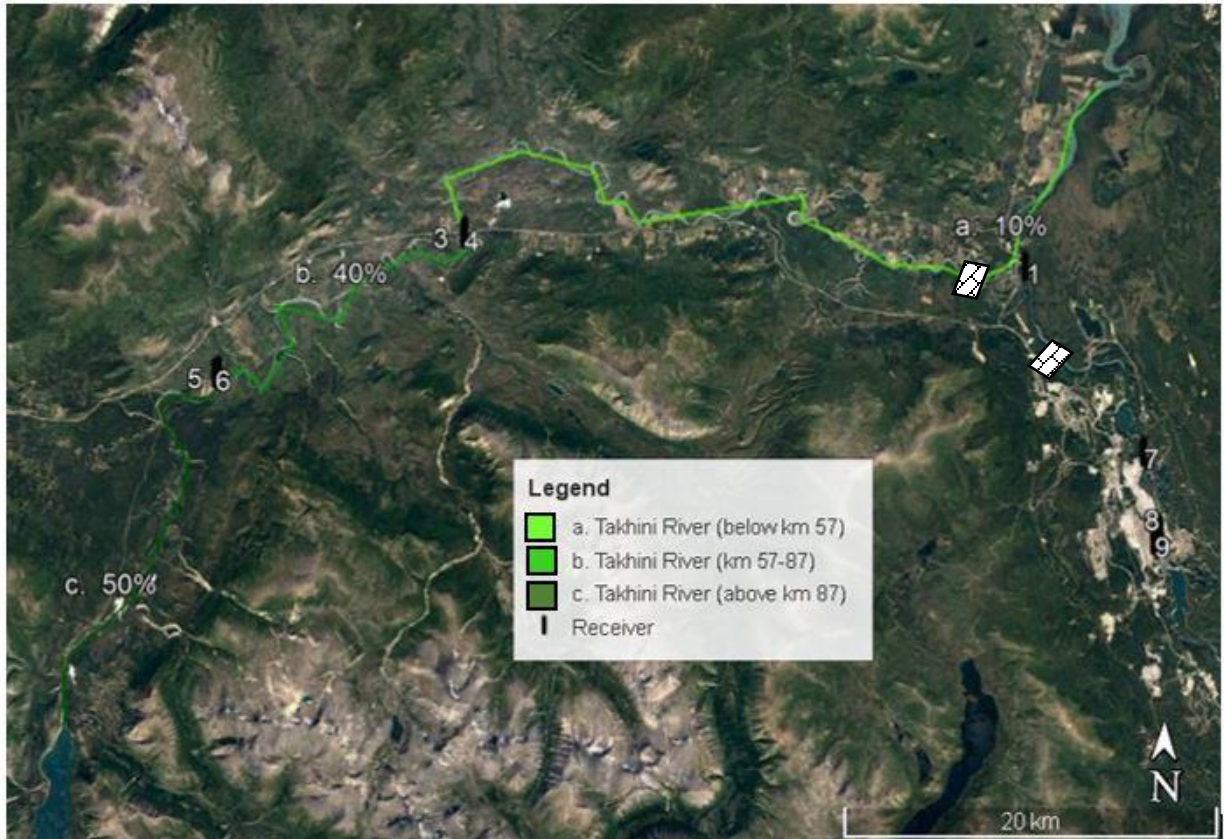 a. 10%
3 4
1
b. 40%
5 6
7
8
9
c. 50%
Legend
a. Takhini River (below km 57)
b. Takhini River (km 57-87)
c. Takhini River (above km 87)
Receiver
N
20 km